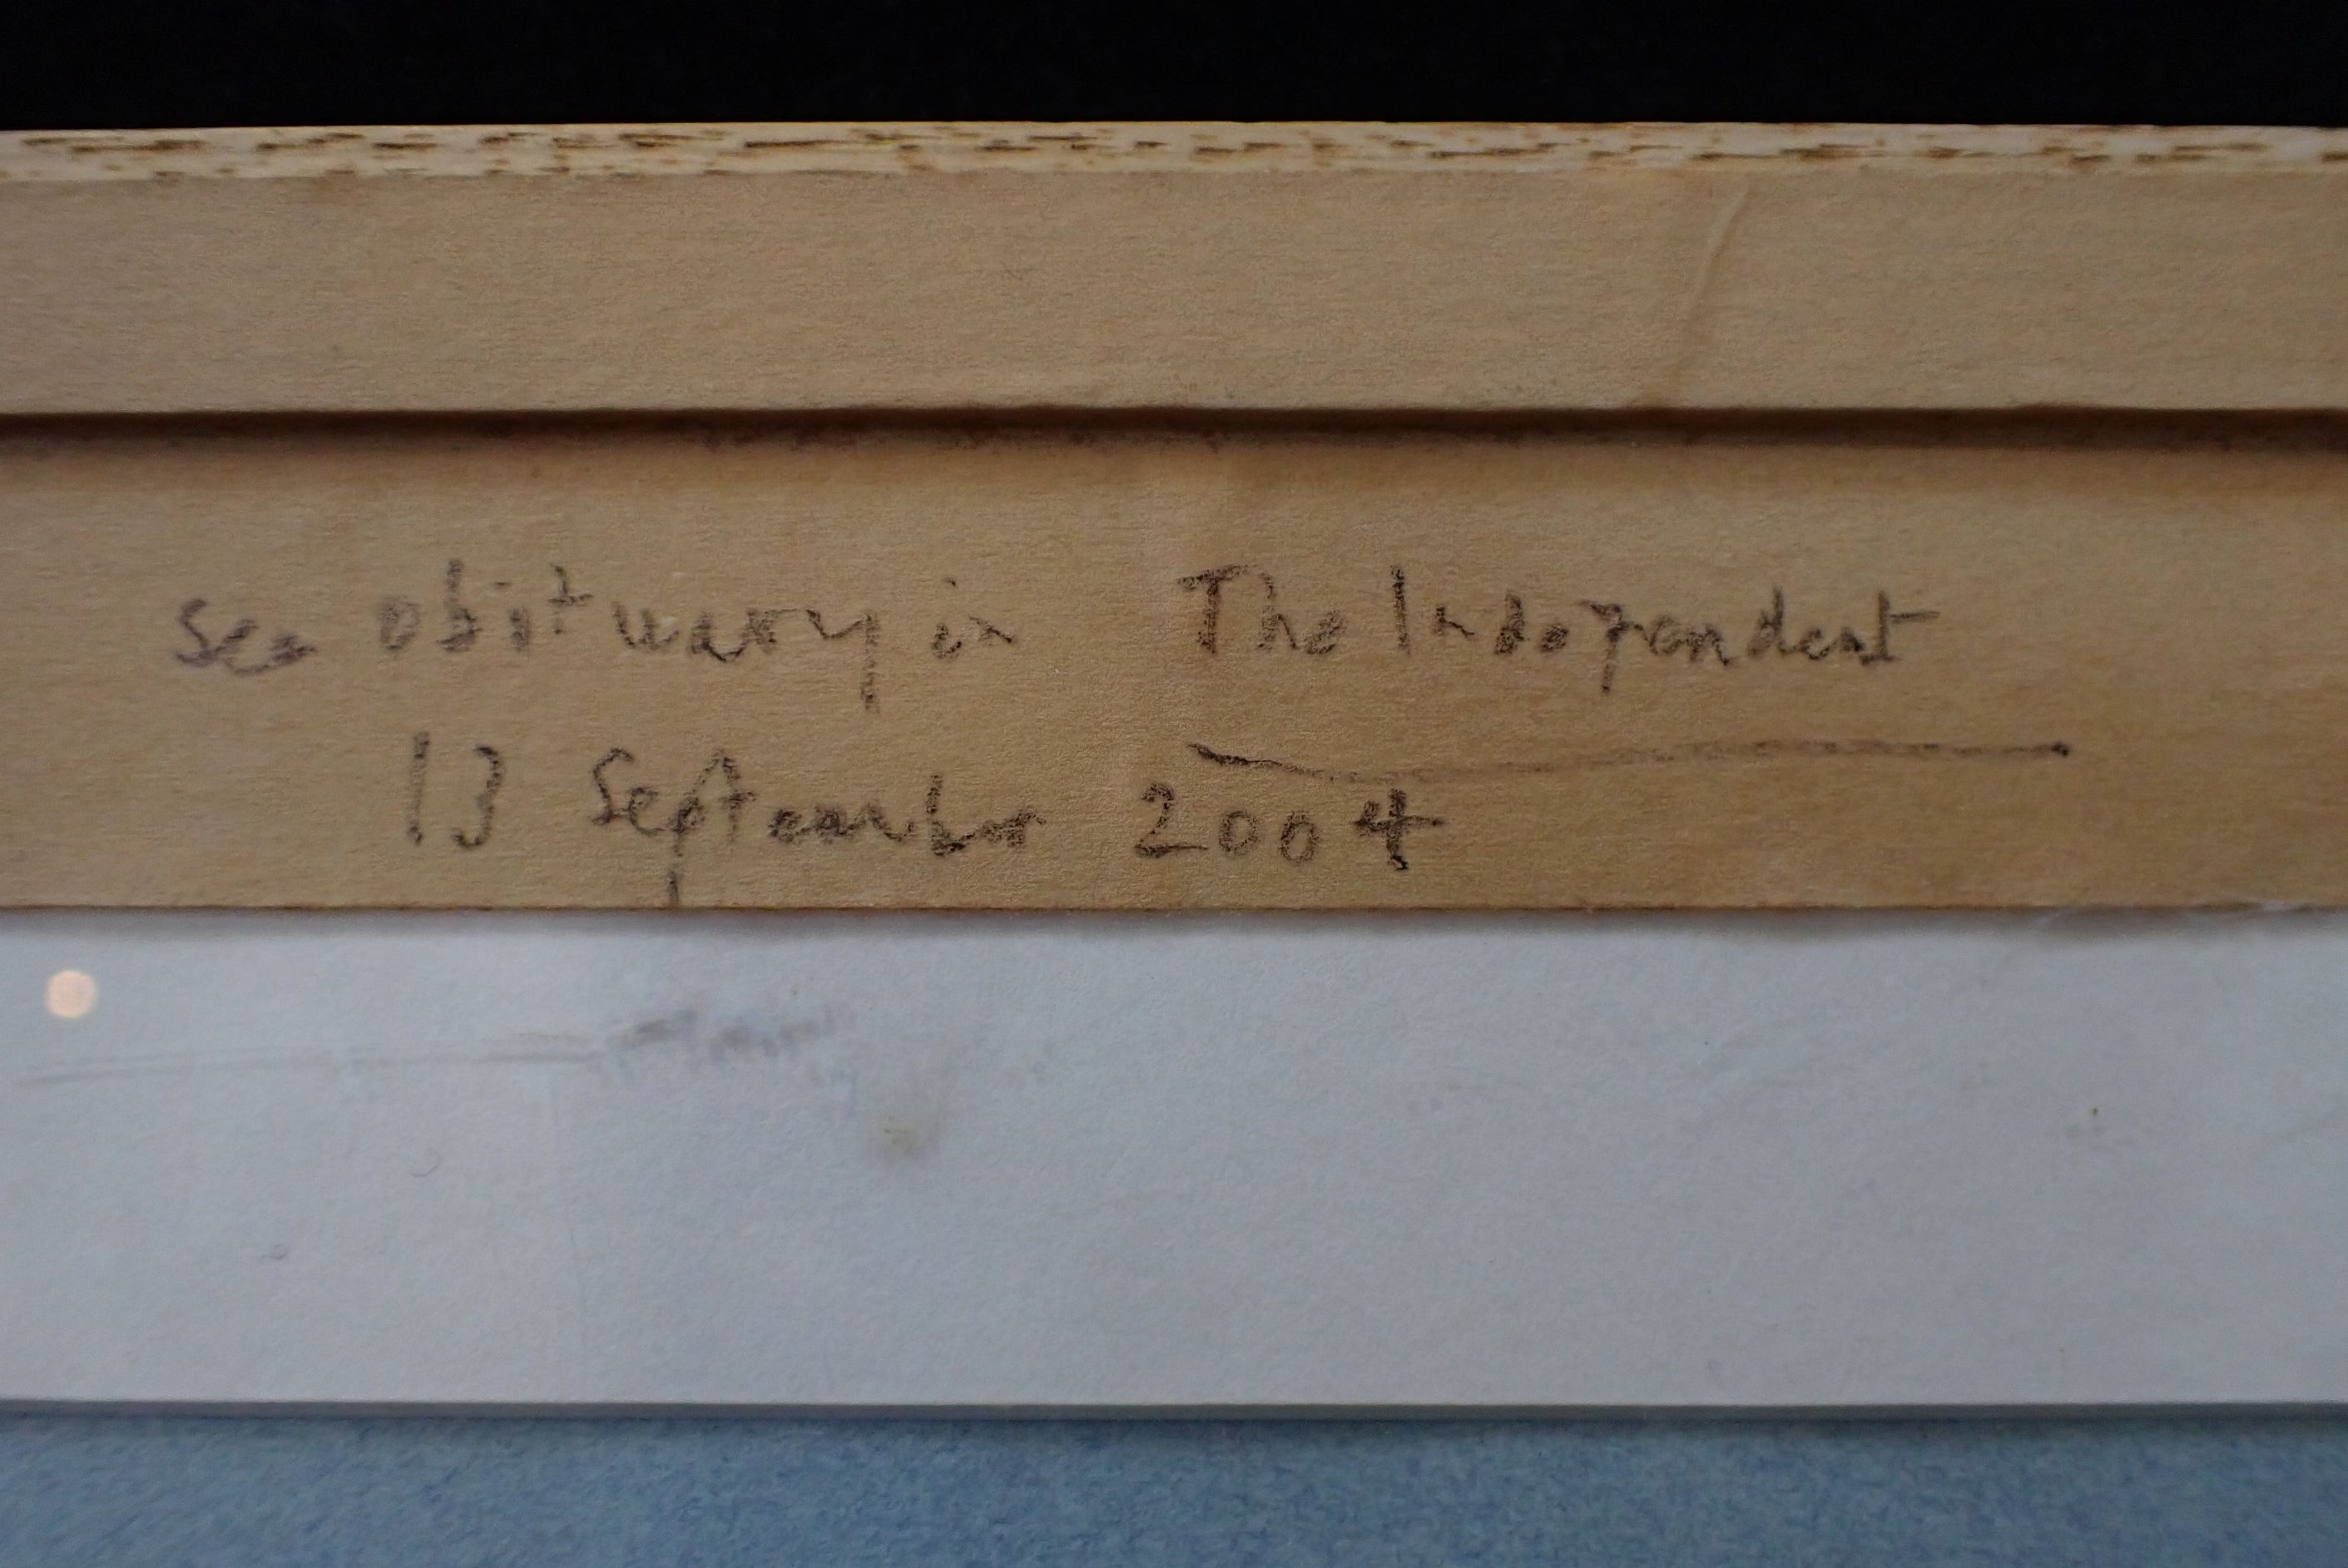 See obituary in The Independent
13 September 2004